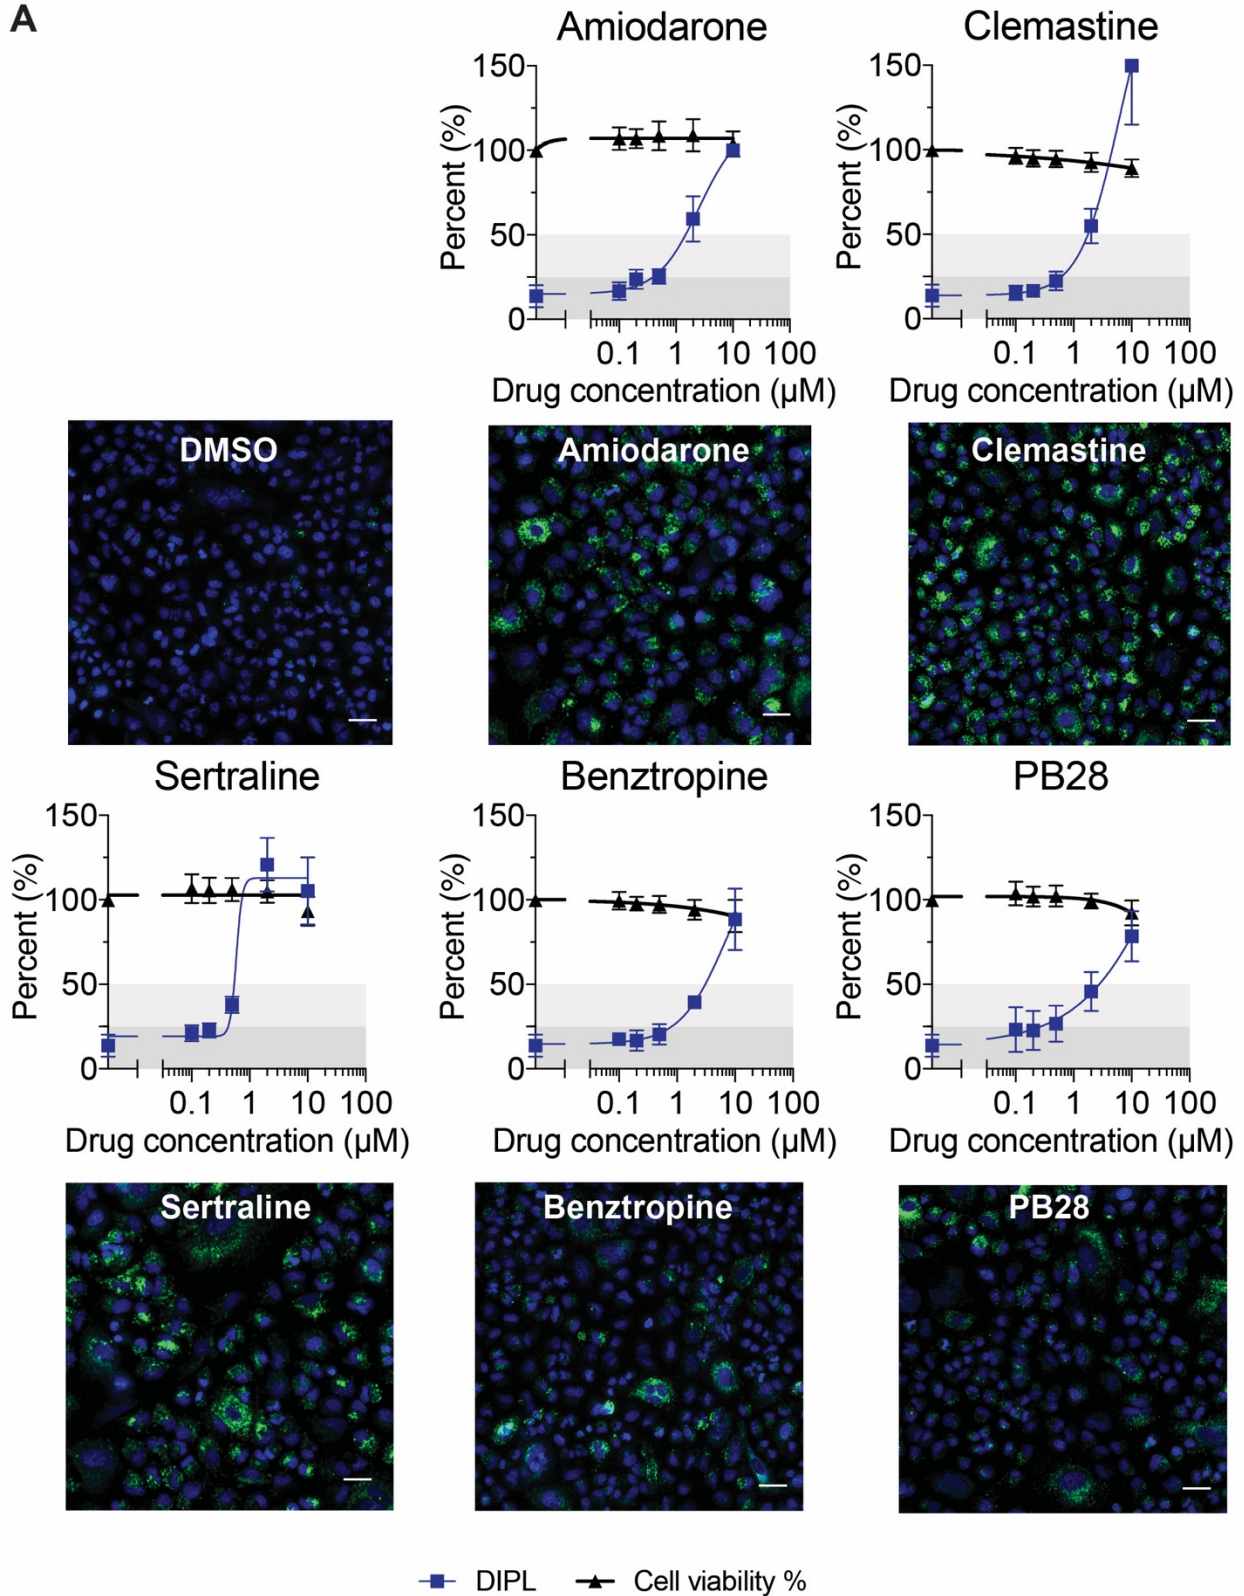 A
Amiodarone
Clemastine
150
100
50
0
Percent (%)
0.1 1 10 100
Drug concentration (µM)
150
100
50
0
Percent (%)
0.1 1 10 100
Drug concentration (µM)
DMSO
Amiodarone
Clemastine
Sertraline
Benztropine
PB28
150
100
50
0
Percent (%)
0.1 1 10 100
Drug concentration (µM)
150
100
50
0
Percent (%)
0.1 1 10 100
Drug concentration (µM)
150
100
50
0
Percent (%)
0.1 1 10 100
Drug concentration (µM)
Sertraline
Benztropine
PB28
DIPL
Cell viability %